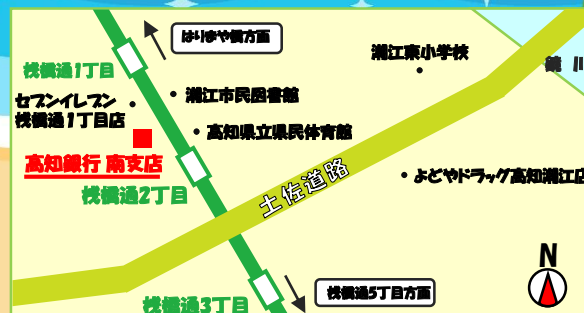 はりまや橋方面
桟橋通1丁目
潮江東小学校
鏡川
セブンイレブン
桟橋通1丁目店
潮江市民図書館
高知県立県民体育館
高知銀行 南支店
桟橋通2丁目
土佐道路
よどやドラッグ高知潮江店
N
桟橋通5丁目方面
桟橋通3丁目